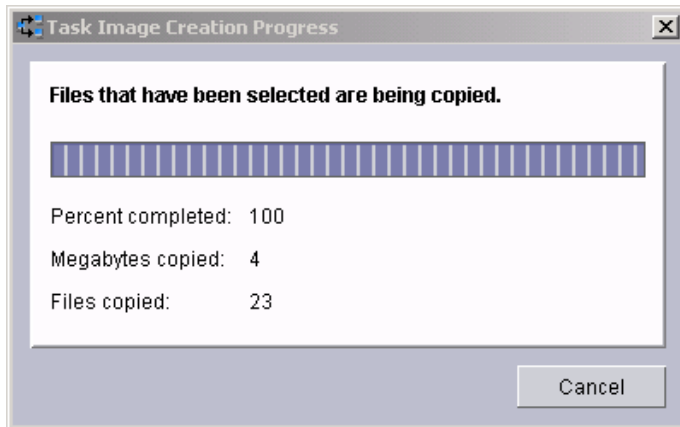 Task Image Creation Progress
Files that have been selected are being copied.
Percent completed: 100
Megabytes copied: 4
Files copied: 23
Cancel